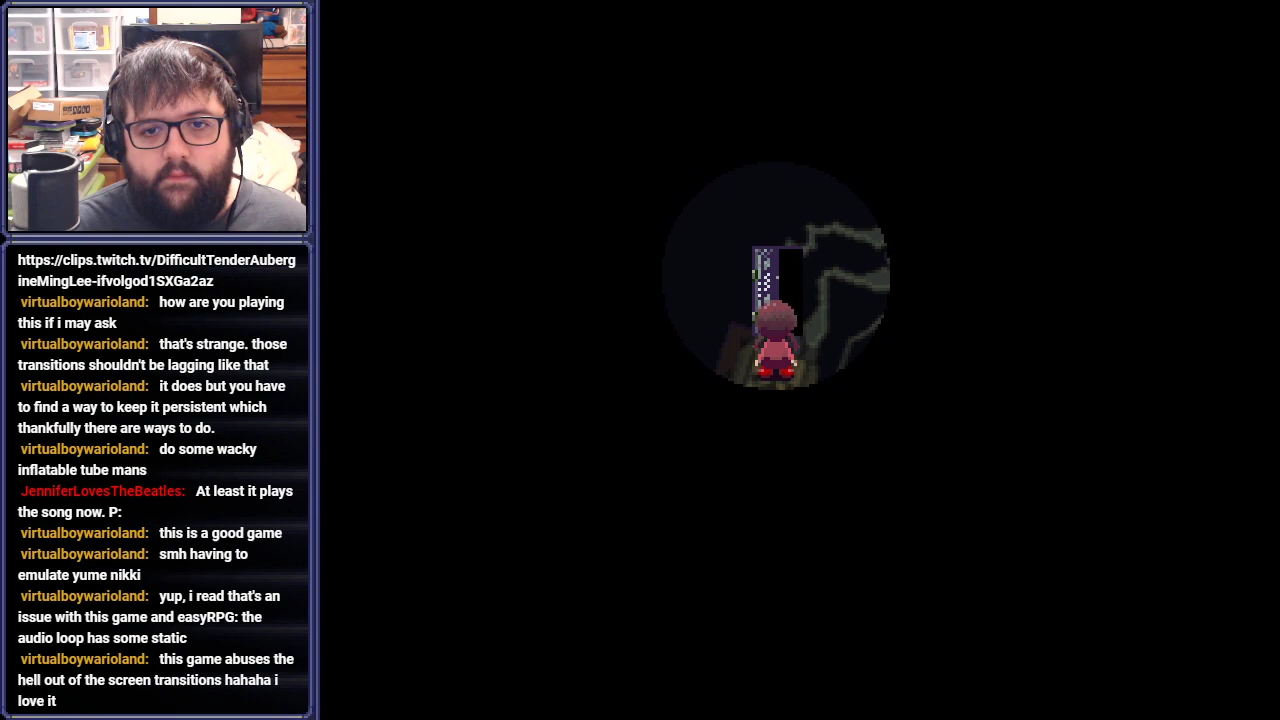 https://clips.twitch.tv/DifficultTenderAuberg
ineMingLee-ifvolgod1SXGa2az
virtualboywarioland: how are you playing
this if i may ask
virtualboywarioland: that's strange. those
transitions shouldn't be lagging like that
virtualboywarioland: it does but you have
to find a way to keep it persistent which
thankfully there are ways to do.
virtualboywarioland: do some wacky
inflatable tube mans
JenniferLovesTheBeatles: At least it plays
the song now. P:
virtualboywarioland: this is a good game
virtualboywarioland: smh having to
emulate yume nikki
virtualboywarioland: yup, i read that's an
issue with this game and easyRPG: the
audio loop has some static
virtualboywarioland: this game abuses the
hell out of the screen transitions hahaha i
love it